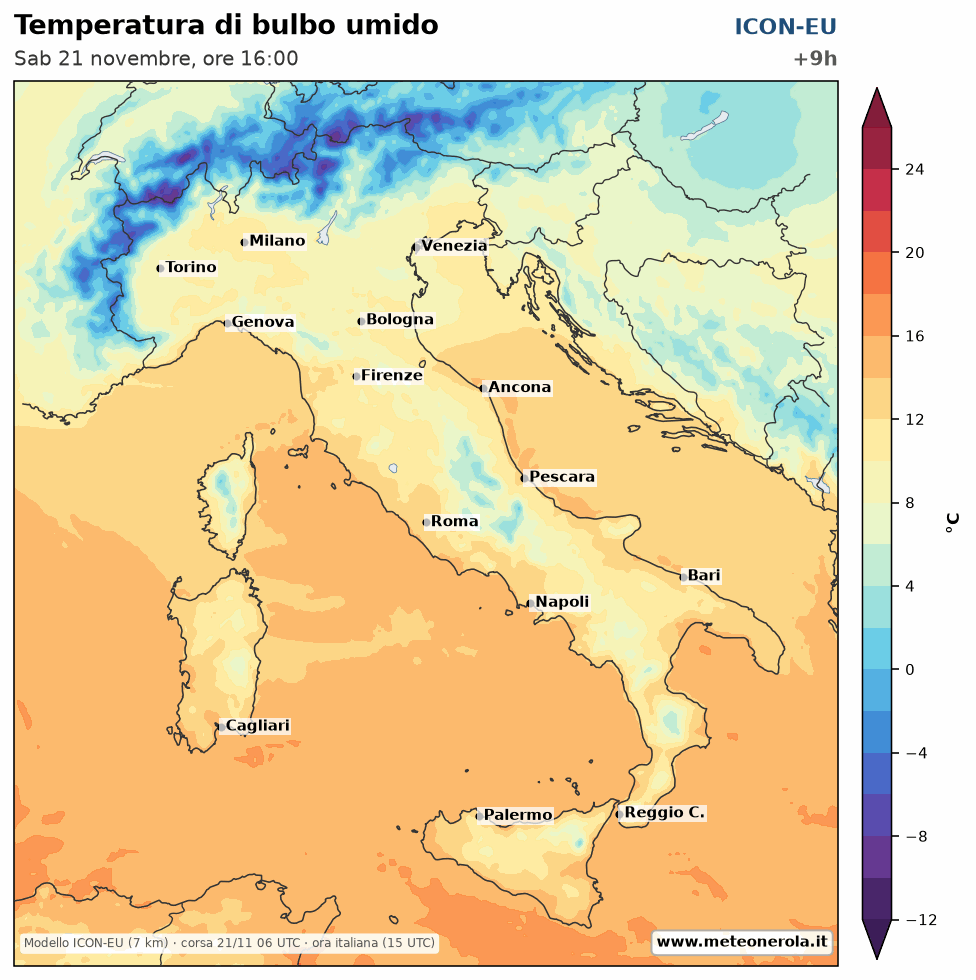 Temperatura di bulbo umido
ICON-EU
Sab 21 novembre, ore 16:00
+9h
Milano
Venezia
Torino
Genova
Bologna
Firenze
Ancona
Pescara
Roma
Bari
Napoli
Cagliari
Palermo
Reggio C.
24
20
16
12
8
4
0
−4
−8
−12
°C
Modello ICON-EU (7 km) · corsa 21/11 06 UTC · ora italiana (15 UTC)
www.meteonerola.it